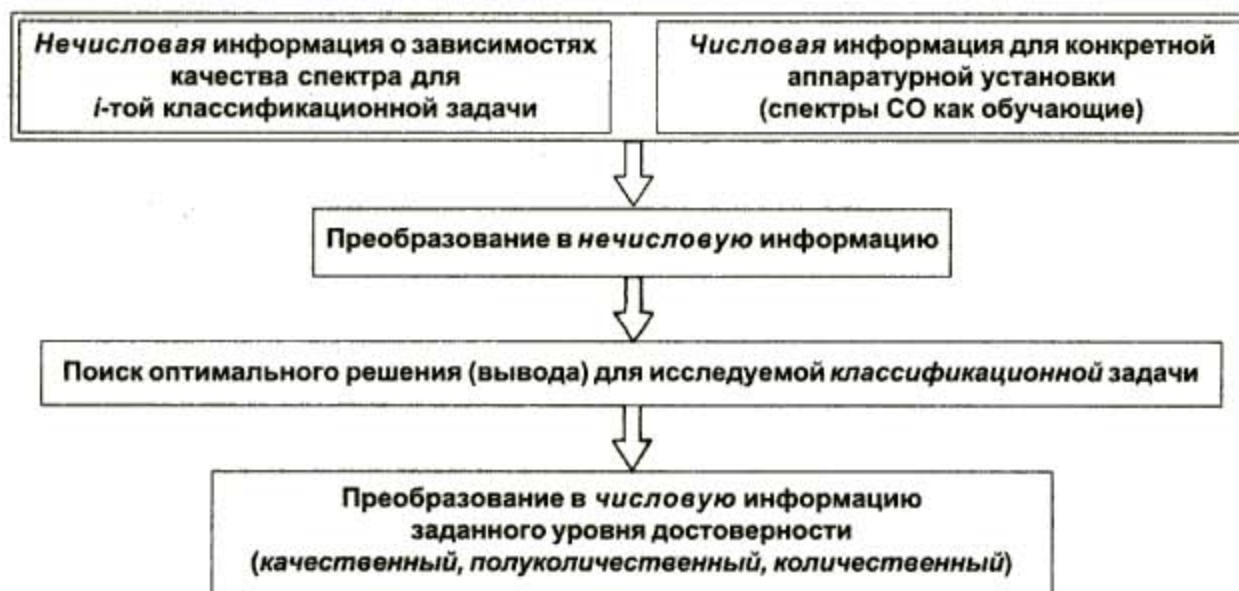 Нечисловая информация о зависимостях
качества спектра для
i-той классификационной задачи
Числовая информация для конкретной
аппаратурной установки
(спектры СО как обучающие)
Преобразование в нечисловую информацию
Поиск оптимального решения (вывода) для исследуемой классификационной задачи
Преобразование в числовую информацию
заданного уровня достоверности
(качественный, полуколичественный, количественный)